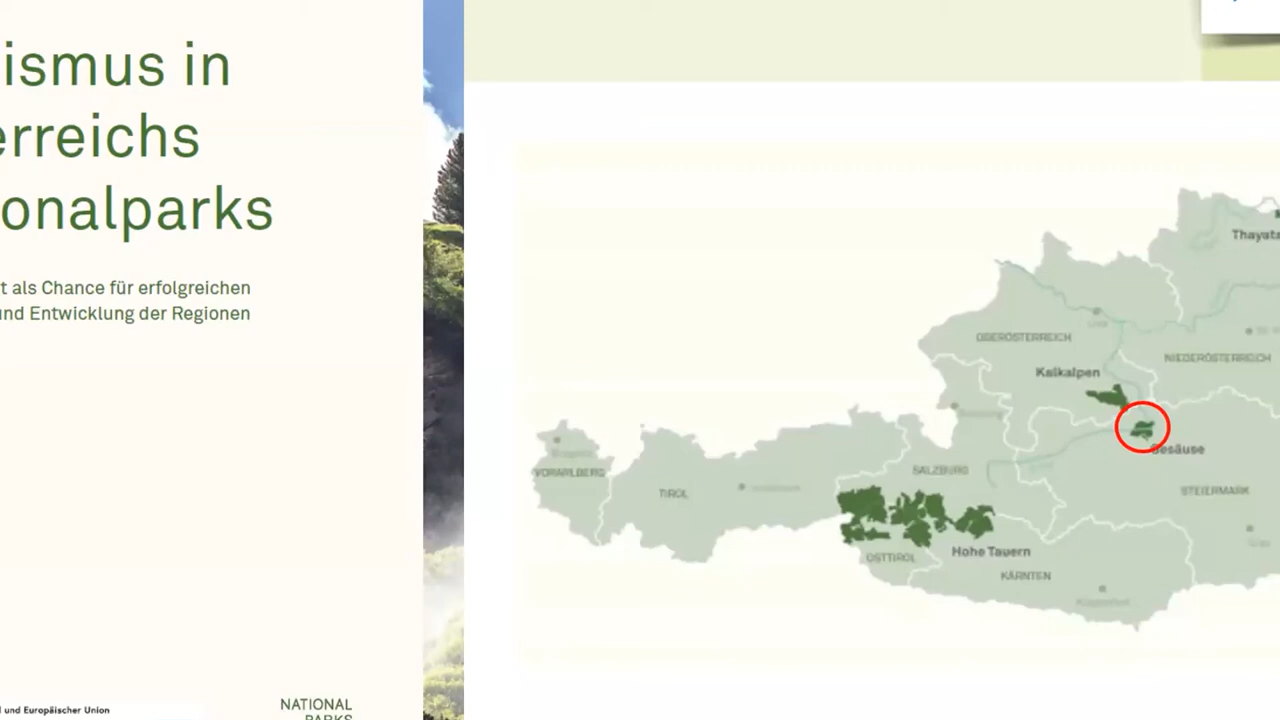 ismus in
erreichs
onalparks
t als Chance für erfolgreichen
und Entwicklung der Regionen
l und Europäischer Union
NATIONAL
PARKS
Thayata
OBERÖSTERREICH
NIEDERÖSTERREICH
Kalkalpen
Gesäuse
VORARLBERG
SALZBURG
TIROL
STEIERMARK
Hohe Tauern
OSTTIROL
KÄRNTEN